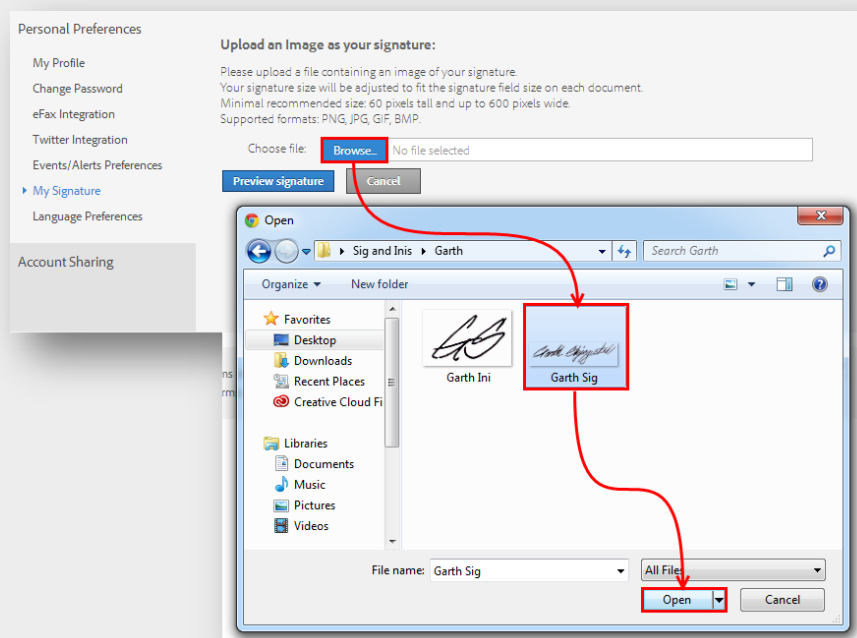 Personal Preferences
My Profile
Change Password
eFax Integration
Twitter Integration
Events/Alerts Preferences
My Signature
Language Preferences
Account Sharing
Upload an Image as your signature:
Please upload a file containing an image of your signature.
Your signature size will be adjusted to fit the signature field size on each document.
Minimal recommended size: 60 pixels tall and up to 600 pixels wide.
Supported formats: PNG, JPG, GIF, BMP.
Choose file: Browse... No file selected
Preview signature Cancel
Open
Sig and Inis Garth Search Garth
Organize New folder
Favorites
Desktop
Downloads
Recent Places
Creative Cloud Fi
Libraries
Documents
Music
Pictures
Videos
GS
Garth Ini
Garth Sig
File name: Garth Sig All Files
Open Cancel